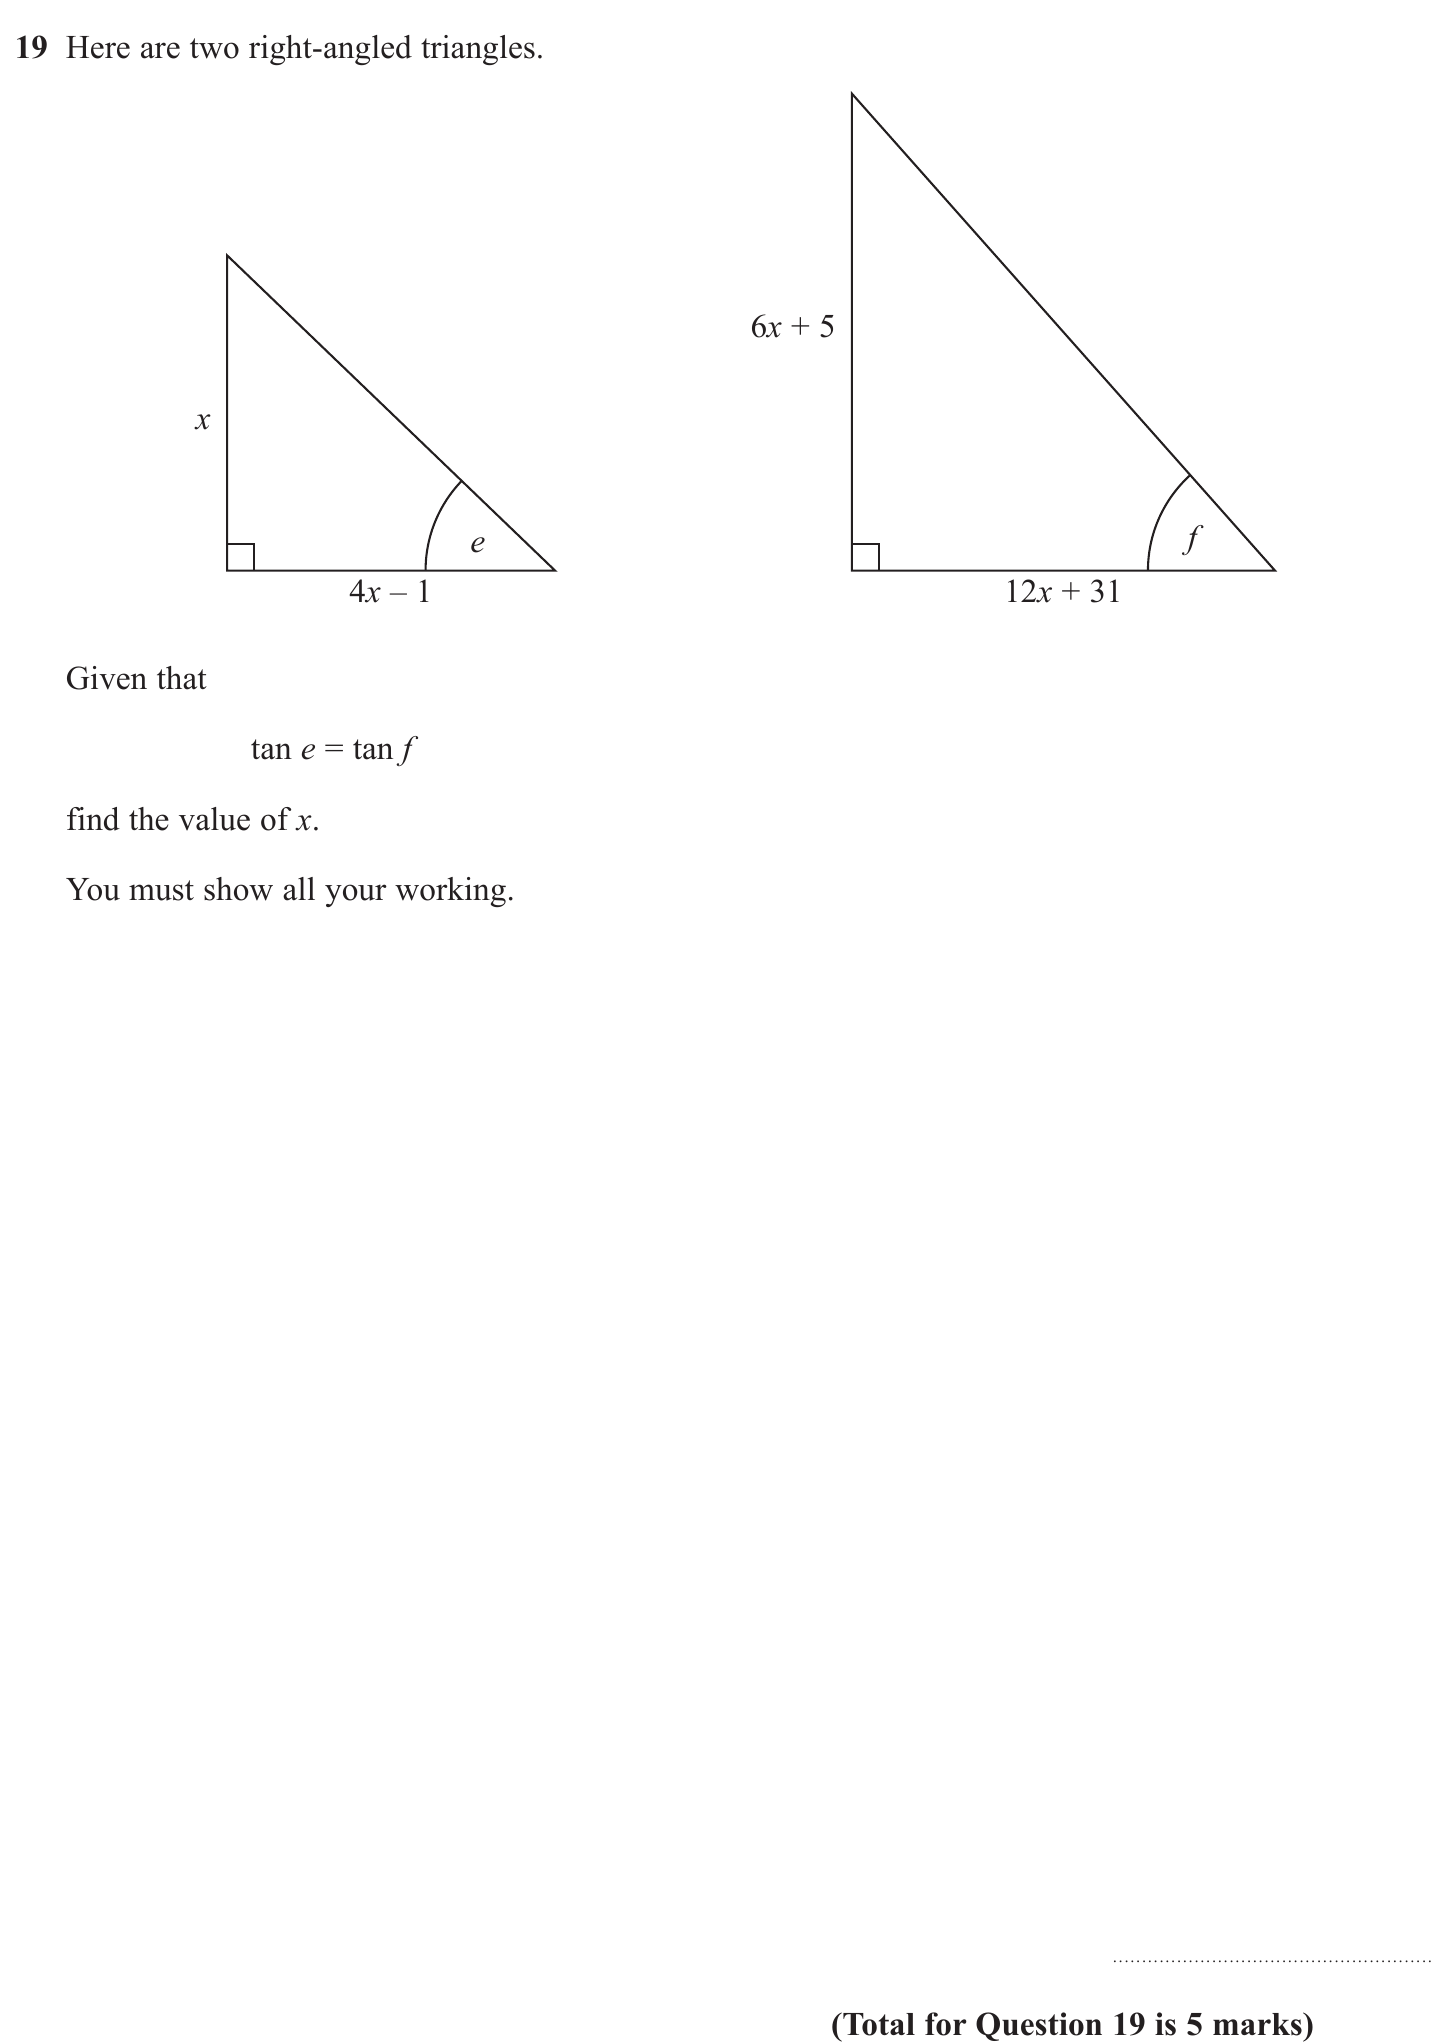 19 Here are two right-angled triangles.
6x + 5
x
e
f
4x – 1
12x + 31
Given that
tan e = tan f
find the value of x.
You must show all your working.
(Total for Question 19 is 5 marks)